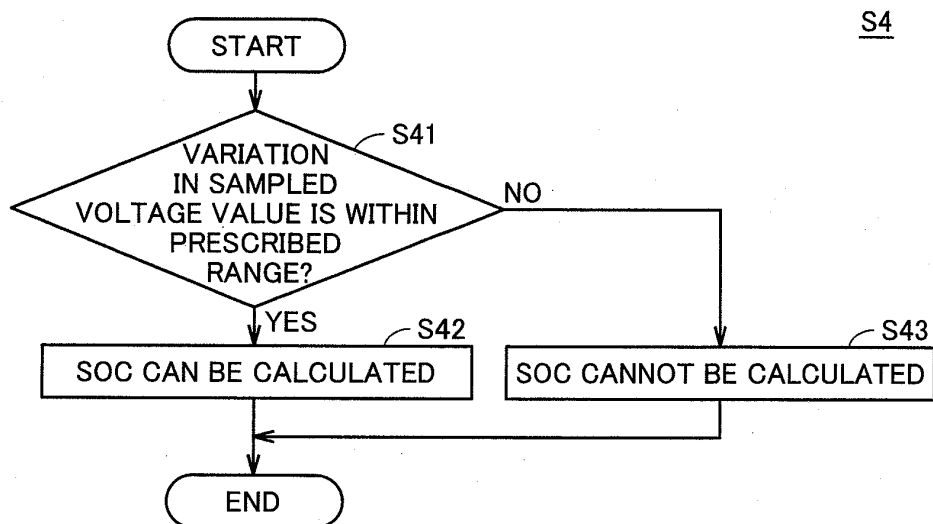 S4
START
S41
VARIATION
IN SAMPLED
VOLTAGE VALUE IS WITHIN
PRESCRIBED
RANGE?
NO
YES
S42
SOC CAN BE CALCULATED
S43
SOC CANNOT BE CALCULATED
END